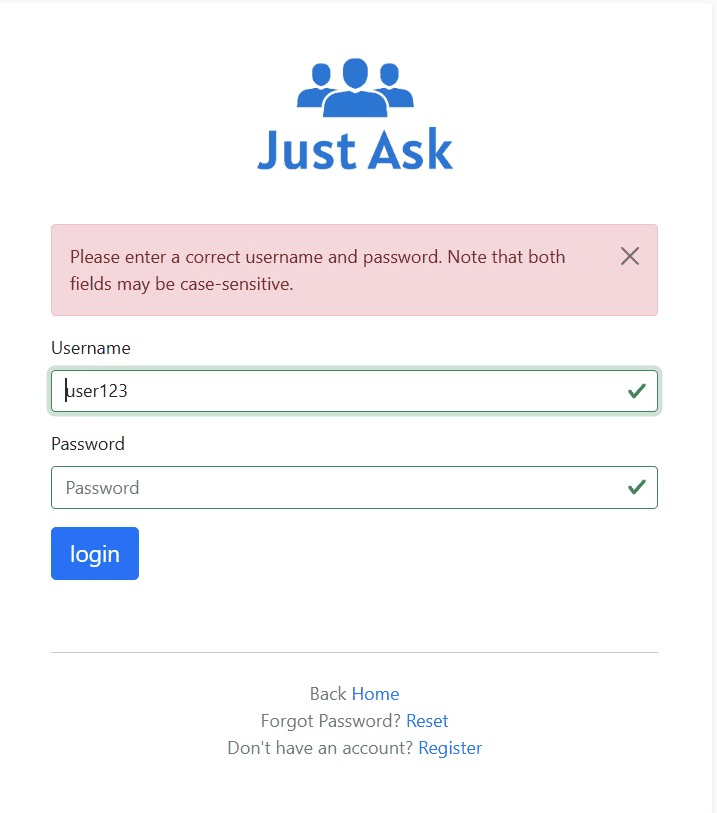 Just Ask
Please enter a correct username and password. Note that both
fields may be case-sensitive.
Username
user123
Password
Password
login
Back Home
Forgot Password? Reset
Don't have an account? Register